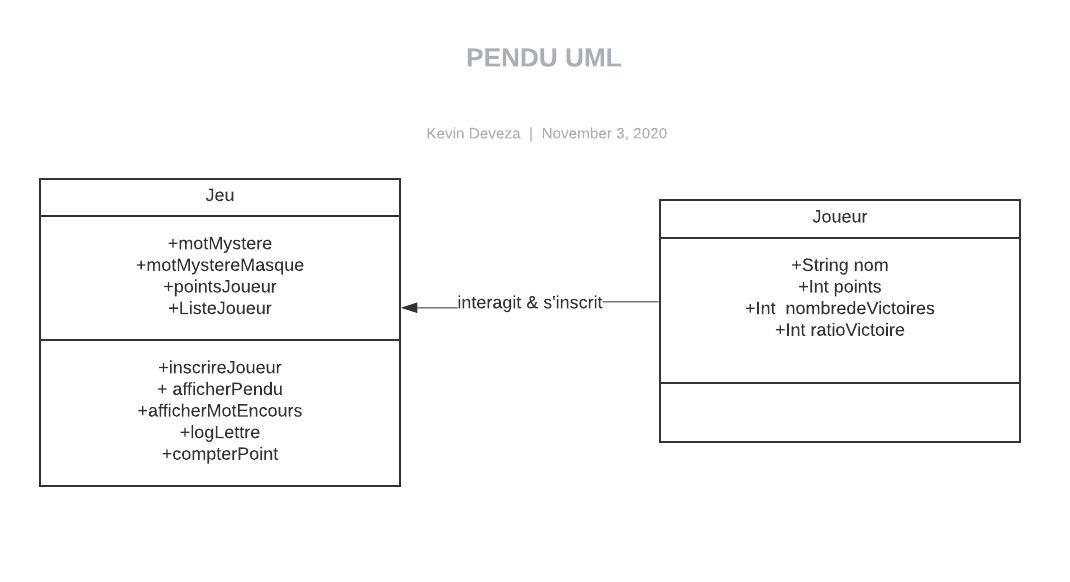 PENDU UML
Kevin Deveza | November 3, 2020
Jeu
+motMystere
+motMystereMasque
+pointsJoueur
+ListeJoueur
+inscrireJoueur
+ afficherPendu
+afficherMotEncours
+logLettre
+compterPoint
interagit & s'inscrit
Joueur
+String nom
+Int points
+Int  nombredeVictoires
+Int ratioVictoire